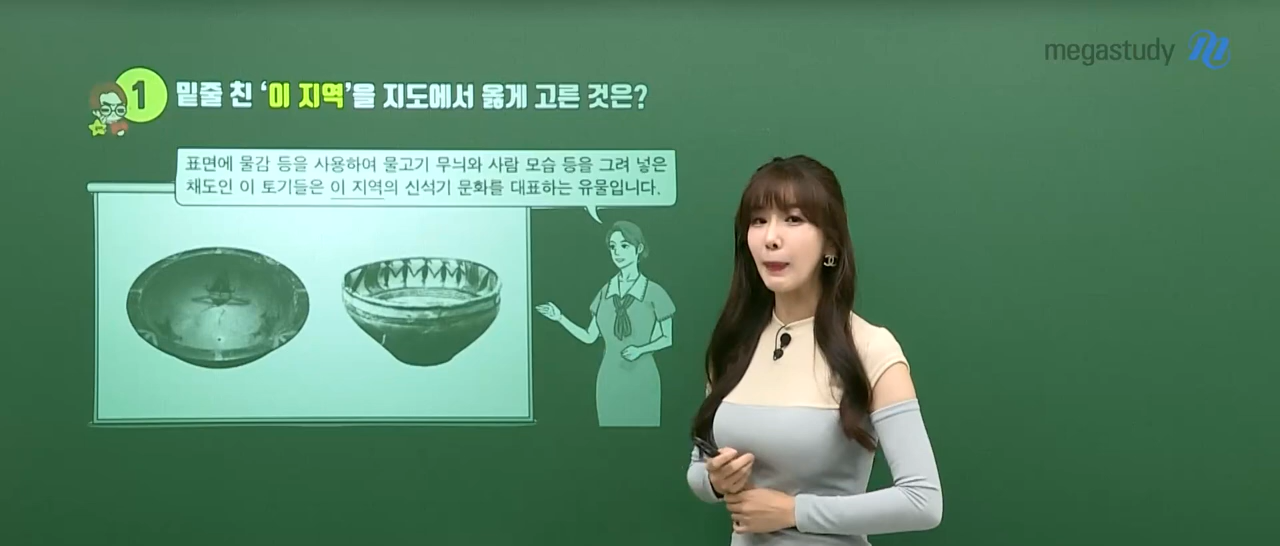 megastudy
1 밑줄 친 '이 지역'을 지도에서 옳게 고른 것은?
표면에 물감 등을 사용하여 물고기 무늬와 사람 모습 등을 그려 넣은
채도인 이 토기들은 이 지역의 신석기 문화를 대표하는 유물입니다.